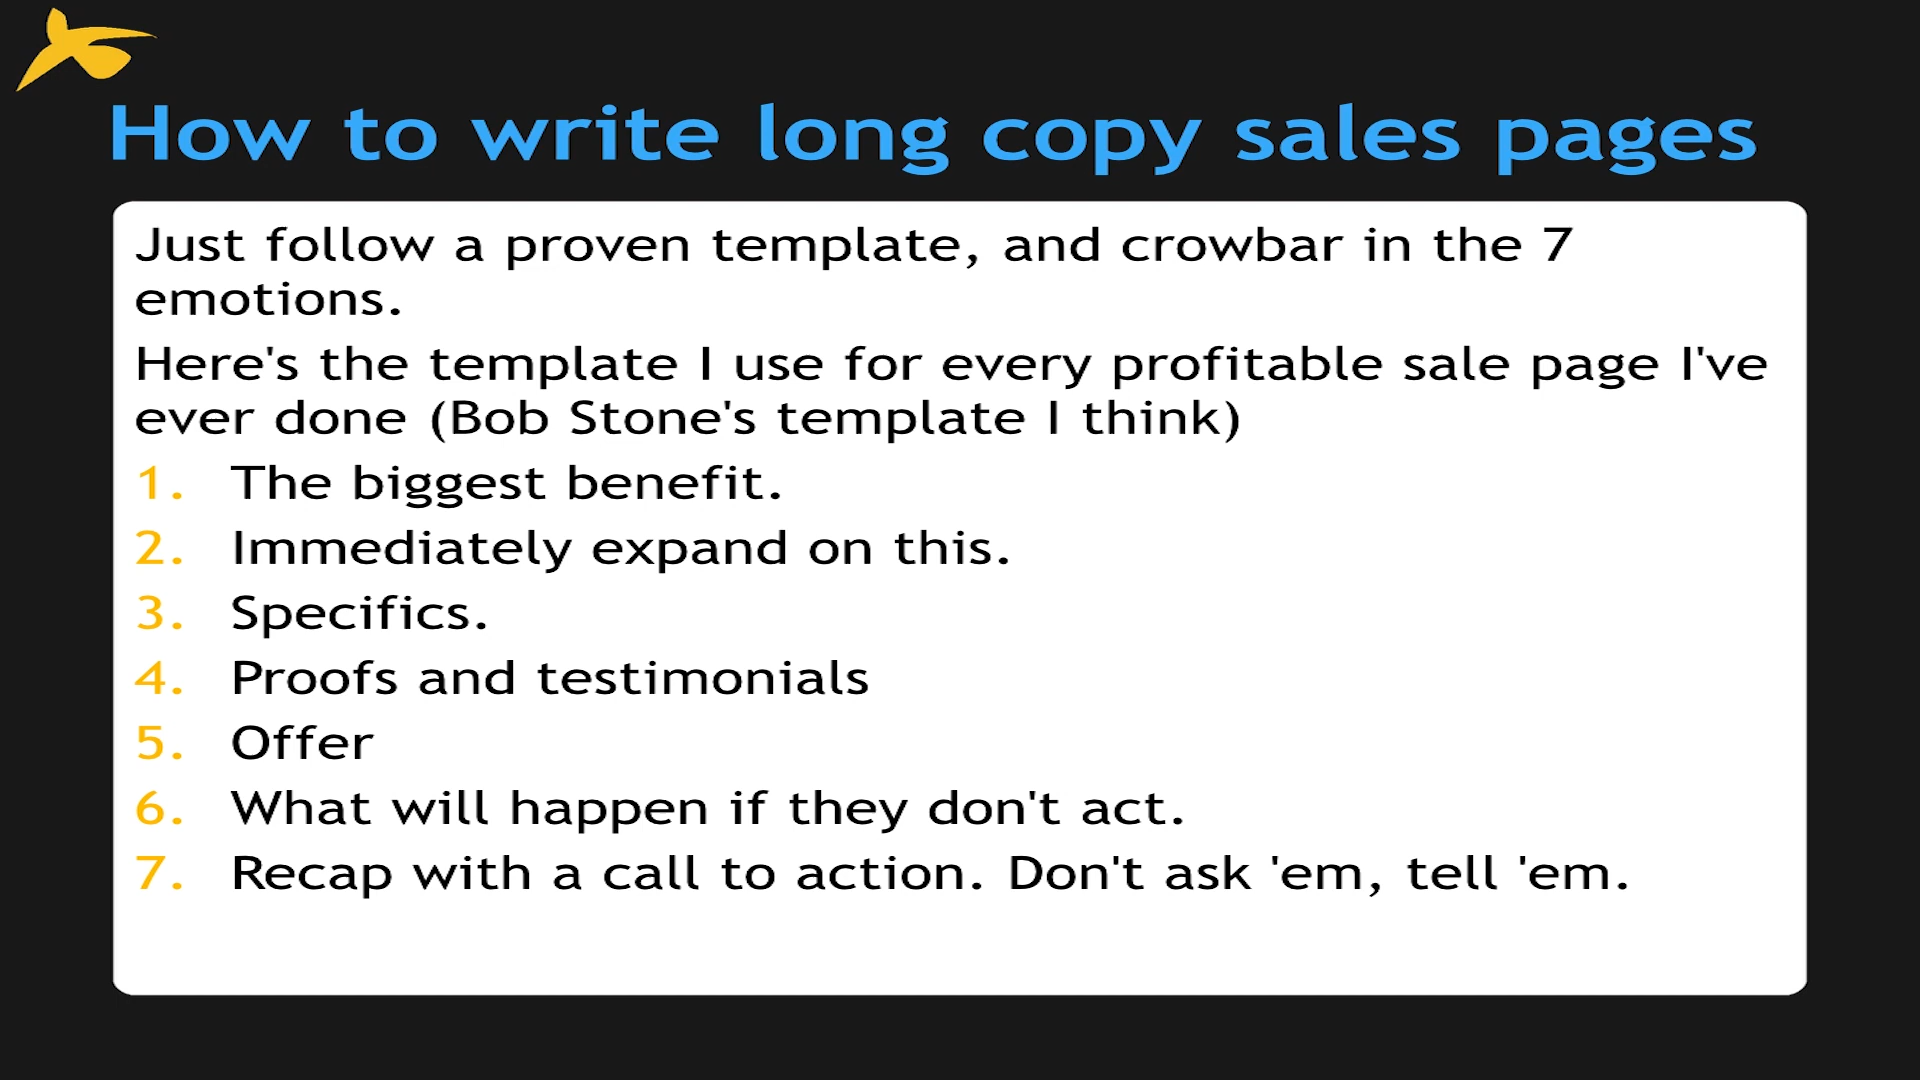 How to write long copy sales pages
Just follow a proven template, and crowbar in the 7
emotions.
Here's the template I use for every profitable sale page I've
ever done (Bob Stone's template I think)
1. The biggest benefit.
2. Immediately expand on this.
3. Specifics.
4. Proofs and testimonials
5. Offer
6. What will happen if they don't act.
7. Recap with a call to action. Don't ask 'em, tell 'em.